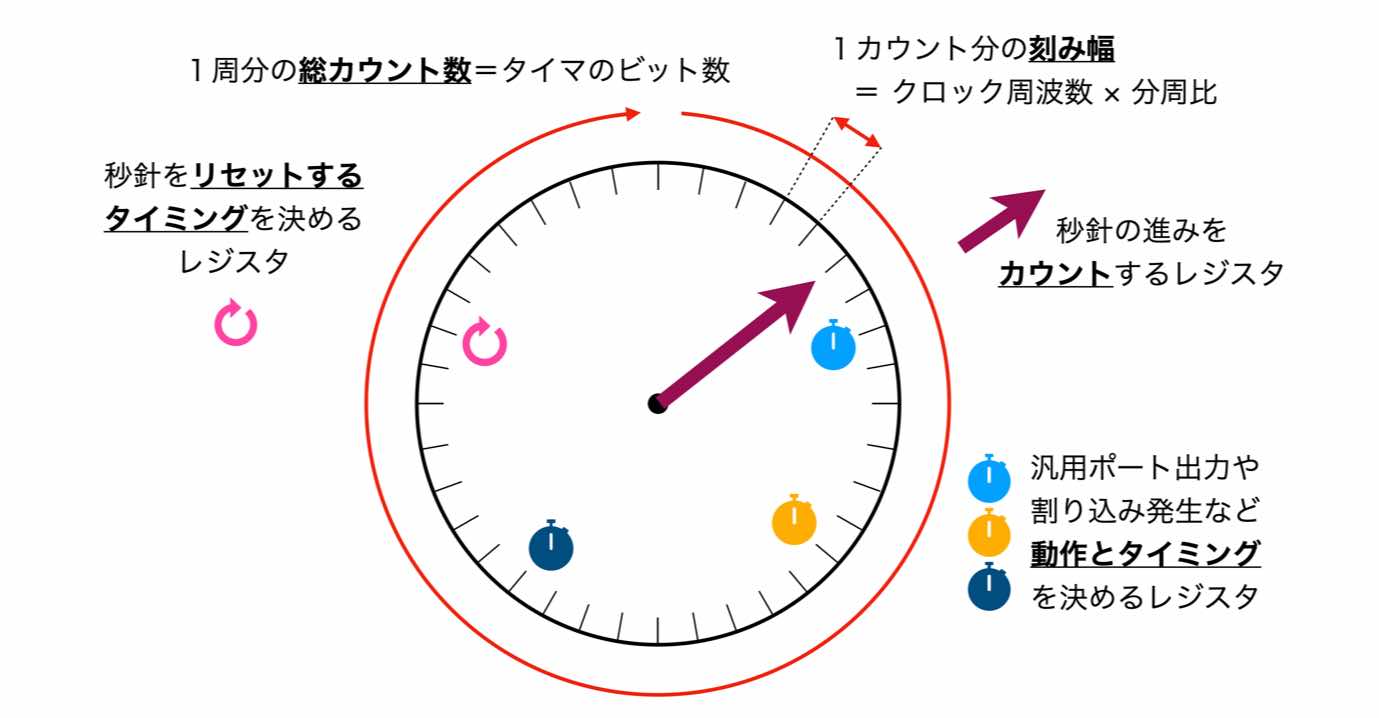 1周分の総カウント数＝タイマのビット数
1カウント分の刻み幅
＝ クロック周波数 × 分周比
秒針をリセットする
タイミングを決める
レジスタ
秒針の進みを
カウントするレジスタ
汎用ポート出力や
割り込み発生など
動作とタイミング
を決めるレジスタ